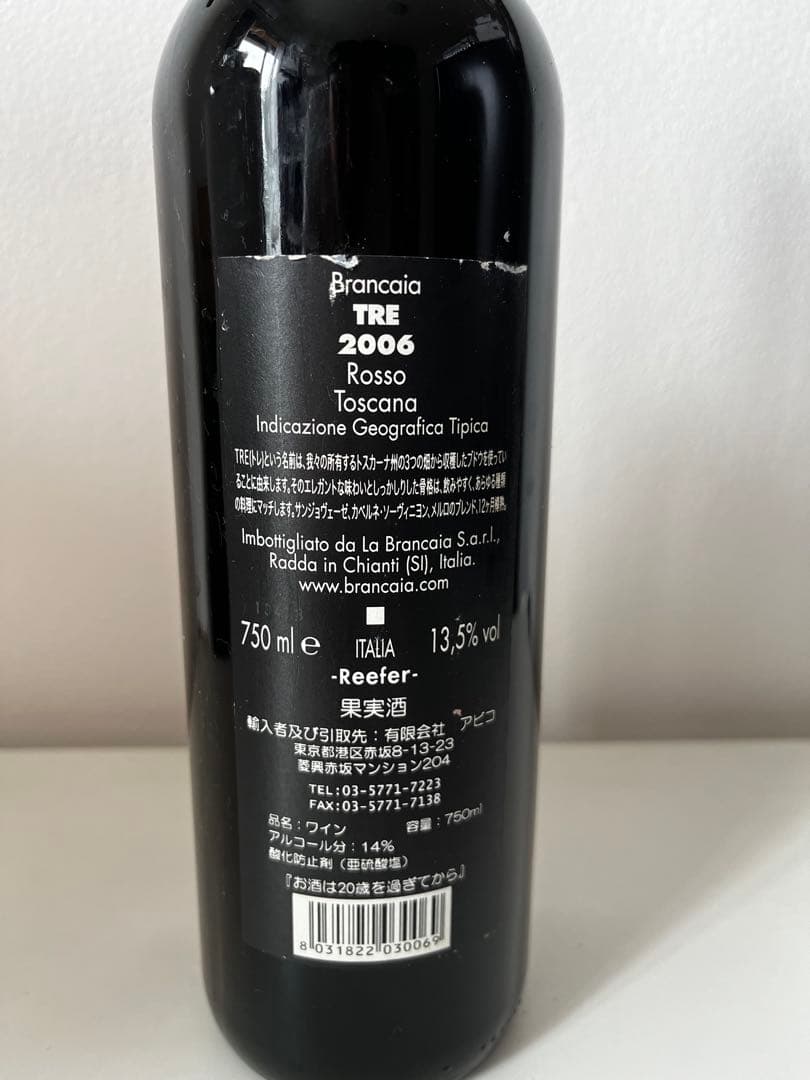 Brancaia
TRE
2006
Rosso
Toscana
Indicazione Geografica Tipica
TRE(トレ)という名前は、我々の所有するトスカーナ州の3つの畑から収穫したブドウを使ってい
ることに由来します。そのエレガントな味わいとしっかりした骨格は、飲みやすく、あらゆる種類
の料理にマッチします。サンジョヴェーゼ、カベルネ・ソーヴィニヨン、メルロのブレンド、12ヶ月樽熟。
Imbottigliato da La Brancaia S.a.r.l.,
Radda in Chianti (SI), Italia.
www.brancaia.com
750 ml e ITALIA 13,5% vol
-Reefer-
果実酒
輸入者及び引取先：有限会社 アビコ
東京都港区赤坂8-13-23
菱興赤坂マンション204
TEL:03-5771-7223
FAX:03-5771-7138
品名：ワイン 容量：750ml
アルコール分：14%
酸化防止剤（亜硫酸塩）
『お酒は20歳を過ぎてから』
8 031822 030069